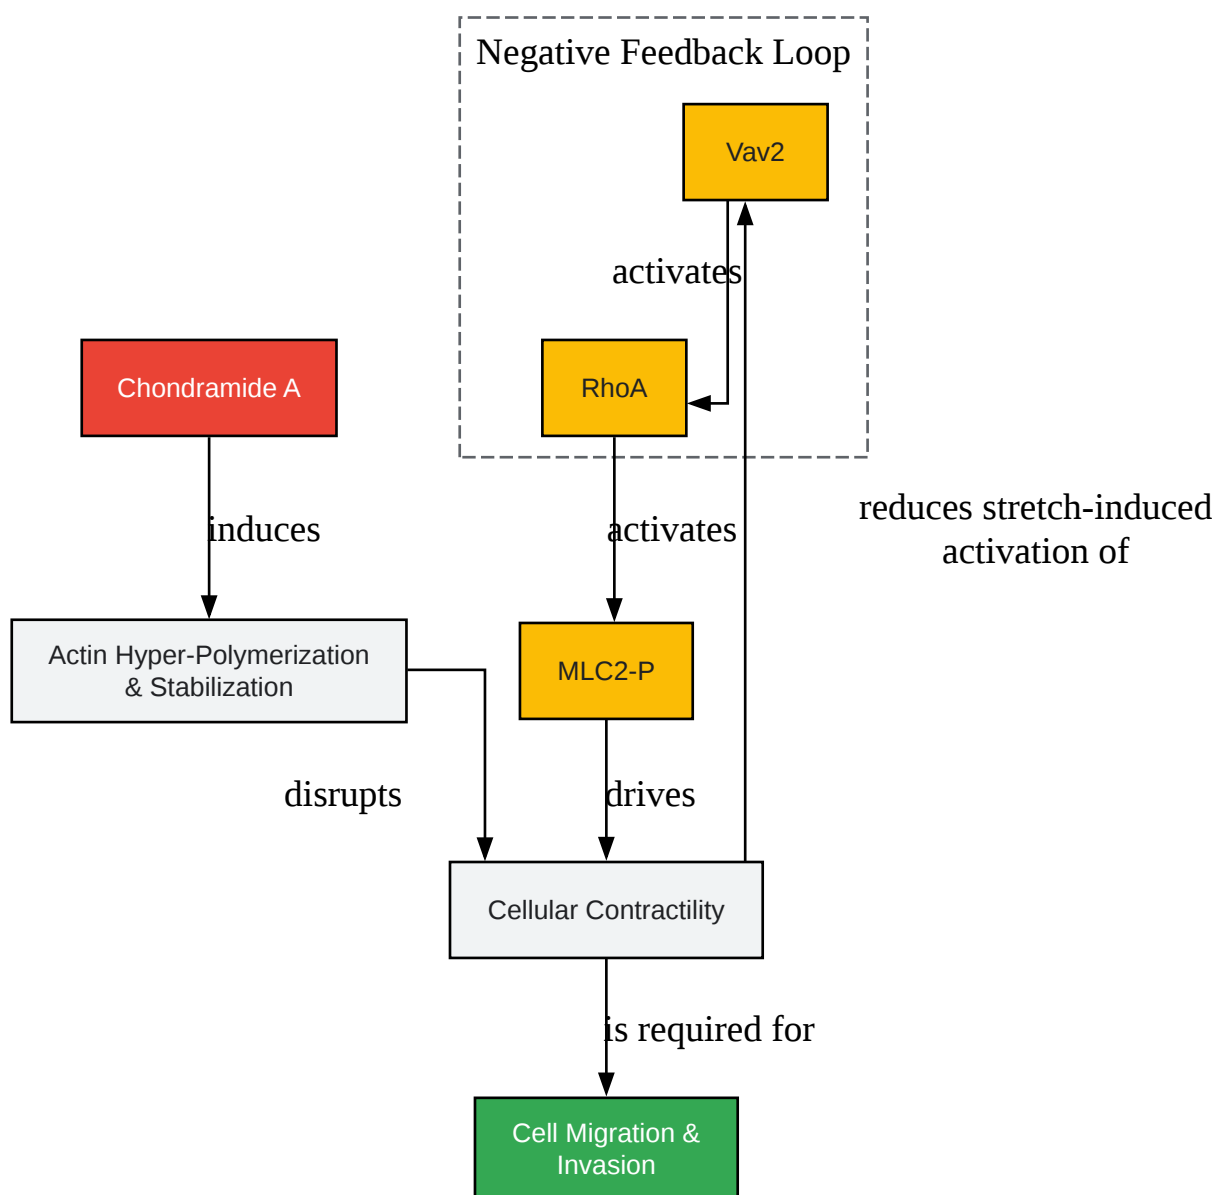 Negative Feedback Loop
Vav2
activates
Chondramide A
RhoA
induces
activates
reduces stretch-induced
activation of
Actin Hyper-Polymerization
& Stabilization
MLC2-P
disrupts
drives
Cellular Contractility
is required for
Cell Migration &
Invasion